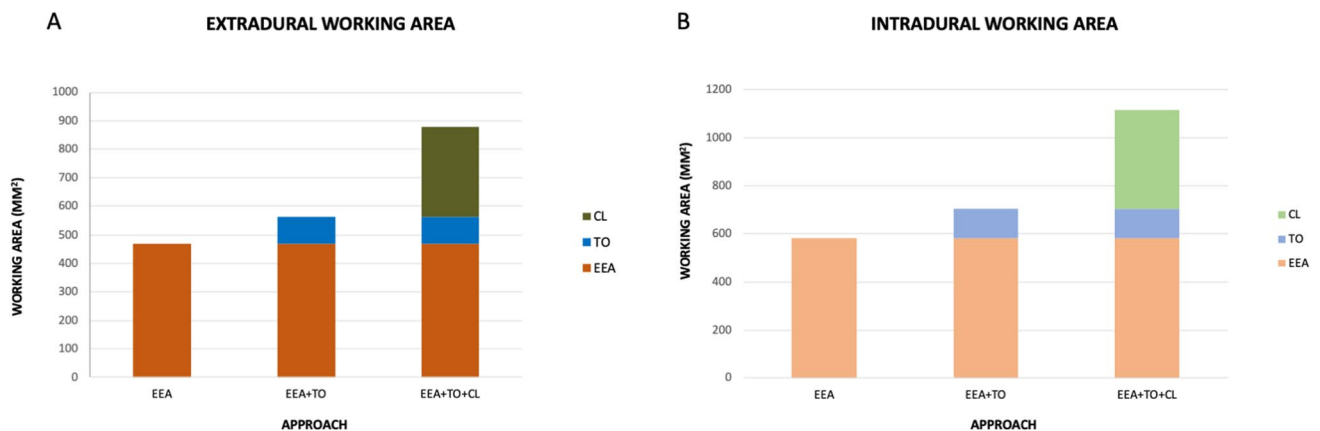 A
EXTRADURAL WORKING AREA
1000
900
800
700
600
500
400
300
200
100
0
WORKING AREA (MM²)
EEA
EEA+TO
EEA+TO+CL
APPROACH
CL
TO
EEA
B
INTRADURAL WORKING AREA
1200
1000
800
600
400
200
0
WORKING AREA (MM²)
EEA
EEA+TO
EEA+TO+CL
APPROACH
CL
TO
EEA